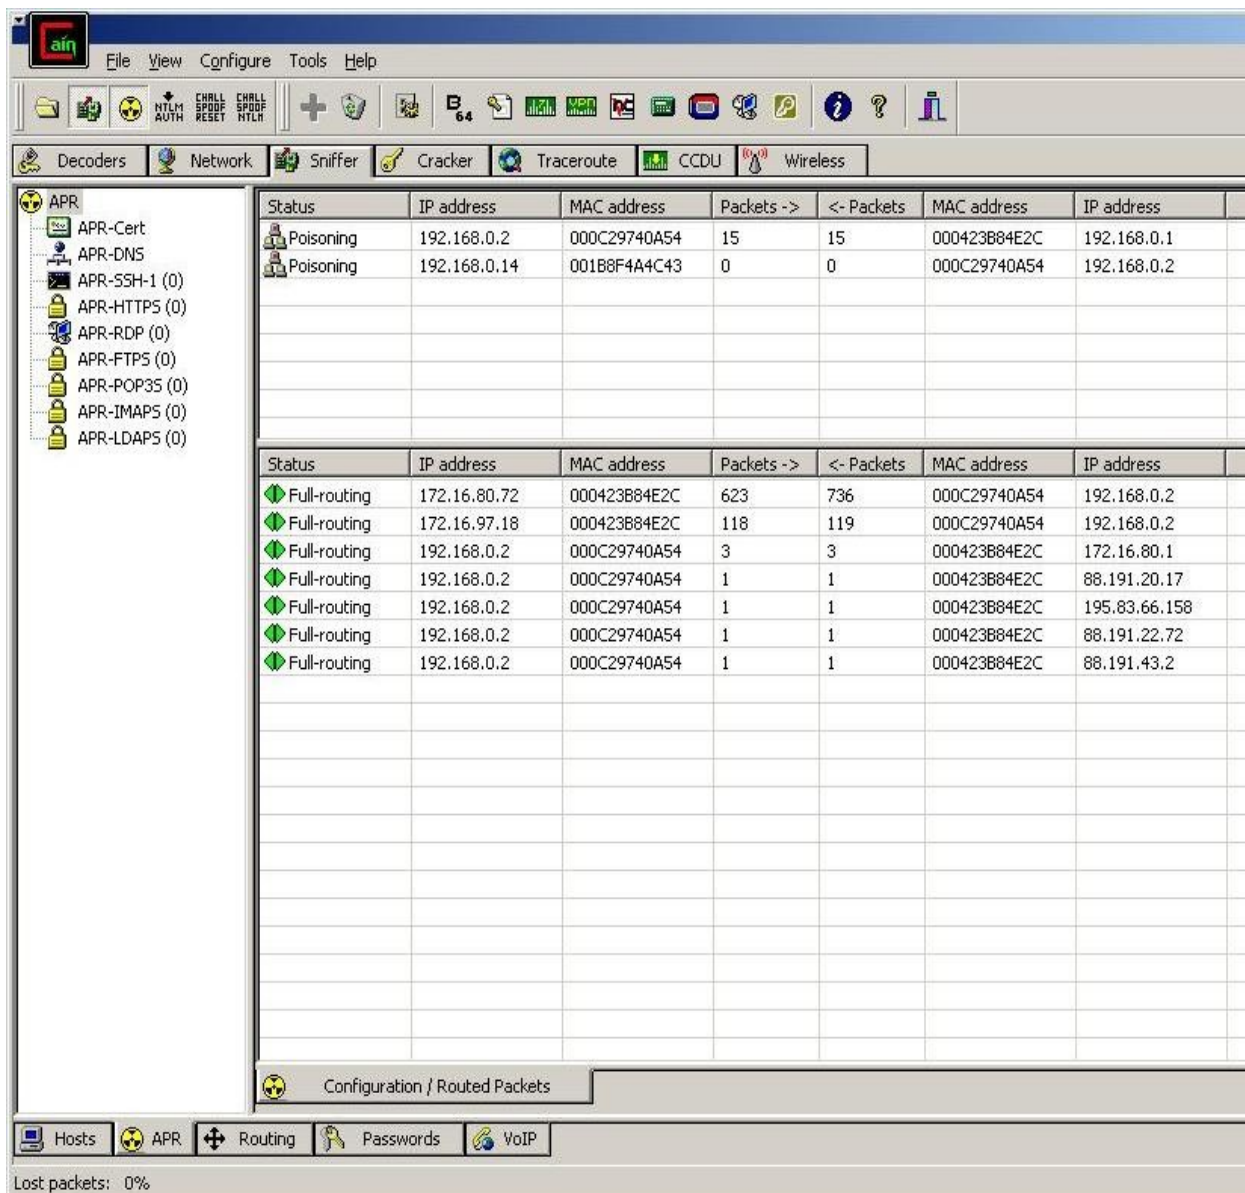 Cain
File View Configure Tools Help
NTLM AUTH CHALL SPOOF RESET CHALL SPOOF NTLM B64
Decoders Network Sniffer Cracker Traceroute CCDU Wireless
APR
APR-Cert
APR-DNS
APR-SSH-1 (0)
APR-HTTPS (0)
APR-RDP (0)
APR-FTPS (0)
APR-POP3S (0)
APR-IMAPS (0)
APR-LDAPS (0)
Status IP address MAC address Packets -> <- Packets MAC address IP address
Poisoning 192.168.0.2 000C29740A54 15 15 000423B84E2C 192.168.0.1
Poisoning 192.168.0.14 001B8F4A4C43 0 0 000C29740A54 192.168.0.2
Status IP address MAC address Packets -> <- Packets MAC address IP address
Full-routing 172.16.80.72 000423B84E2C 623 736 000C29740A54 192.168.0.2
Full-routing 172.16.97.18 000423B84E2C 118 119 000C29740A54 192.168.0.2
Full-routing 192.168.0.2 000C29740A54 3 3 000423B84E2C 172.16.80.1
Full-routing 192.168.0.2 000C29740A54 1 1 000423B84E2C 88.191.20.17
Full-routing 192.168.0.2 000C29740A54 1 1 000423B84E2C 195.83.66.158
Full-routing 192.168.0.2 000C29740A54 1 1 000423B84E2C 88.191.22.72
Full-routing 192.168.0.2 000C29740A54 1 1 000423B84E2C 88.191.43.2
Configuration / Routed Packets
Hosts APR Routing Passwords VoIP
Lost packets: 0%